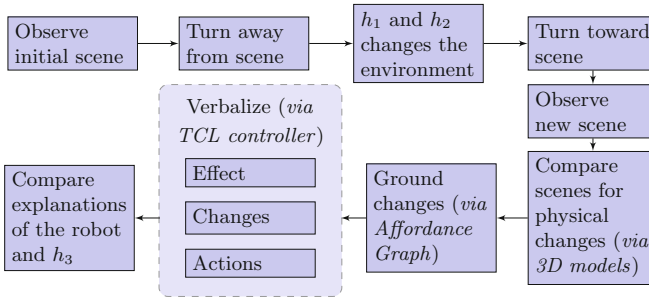 Observe
initial scene
Turn away
from scene
h₁ and h₂
changes the
environment
Turn toward
scene
Observe
new scene
Compare
scenes for
physical
changes (via
3D models)
Ground
changes (via
Affordance
Graph)
Verbalize (via
TCL controller)
Effect
Changes
Actions
Compare
explanations
of the robot
and h₃